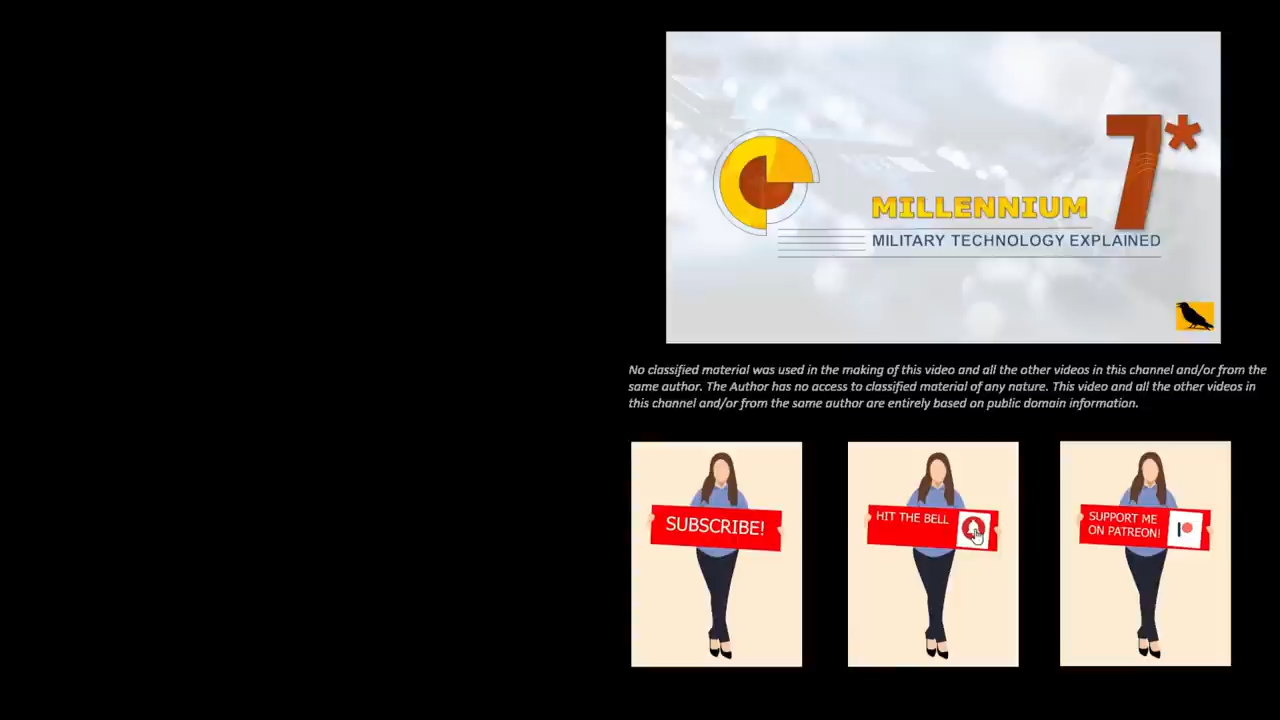 7*
MILLENNIUM
MILITARY TECHNOLOGY EXPLAINED
No classified material was used in the making of this video and all the other videos in this channel and/or from the
same author. The Author has no access to classified material of any nature. This video and all the other videos in
this channel and/or from the same author are entirely based on public domain information.
SUBSCRIBE!
HIT THE BELL
SUPPORT ME
ON PATREON!